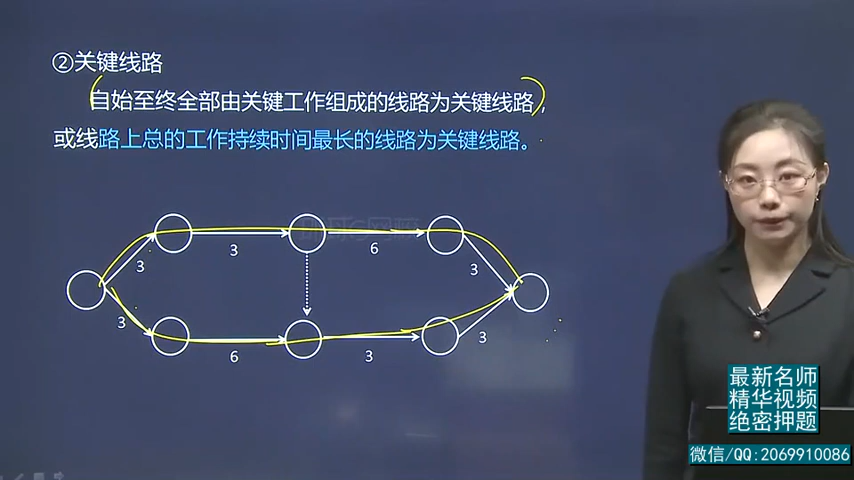 ②关键线路
自始至终全部由关键工作组成的线路为关键线路,
或线路上总的工作持续时间最长的线路为关键线路。
3
3
6
3
3
6
3
3
最新名师
精华视频
绝密押题
微信/QQ:2069910086